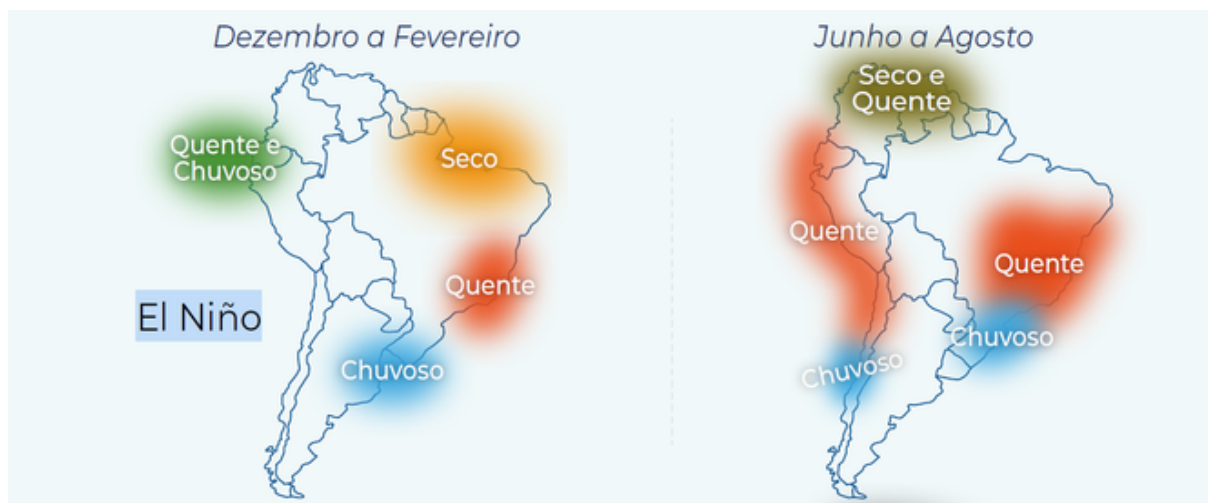 Dezembro a Fevereiro
Quente e
Chuvoso
Seco
Quente
El Niño
Chuvoso
Junho a Agosto
Seco e
Quente
Quente
Quente
Chuvoso
Chuvoso